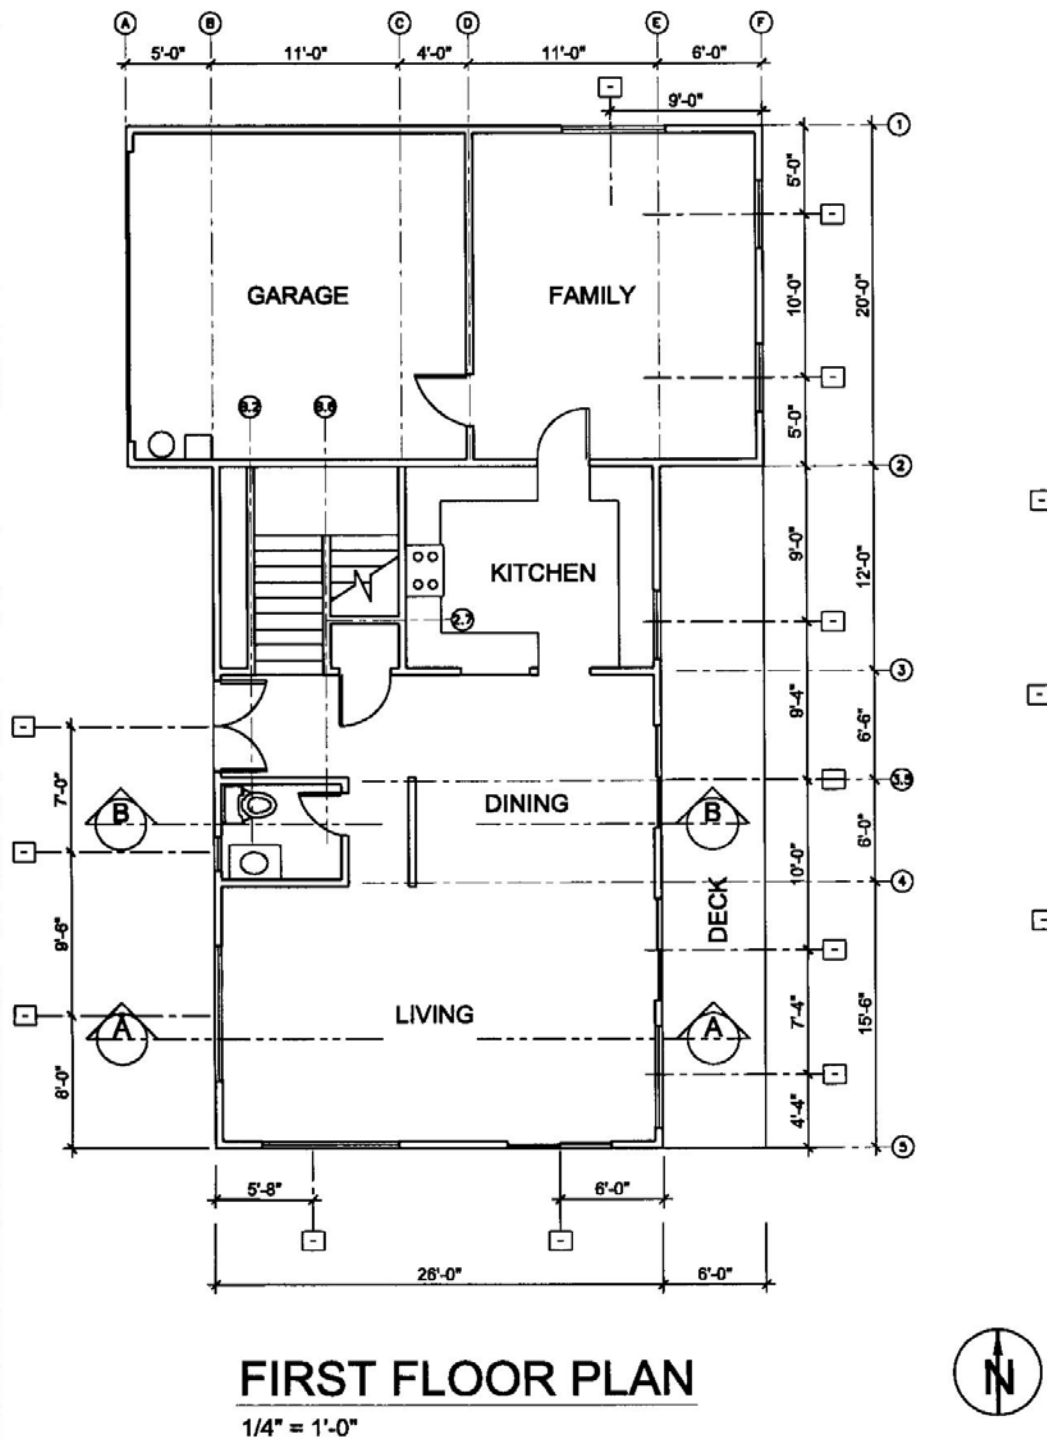 A B C D E F
5'-0" 11'-0" 4'-0" 11'-0" 6'-0"
9'-0"
1
5'-0"
10'-0"
20'-0"
GARAGE FAMILY
5'-0"
2
9'-0"
12'-0"
KITCHEN
2.7
3
9'-4"
6'-6"
7'-0"
DINING
B B
6'-0"
10'-0"
4
DECK
9'-6"
LIVING
A A
7'-4"
15'-6"
8'-0"
4'-4"
5
5'-8" 6'-0"
26'-0" 6'-0"
FIRST FLOOR PLAN
1/4" = 1'-0"
N